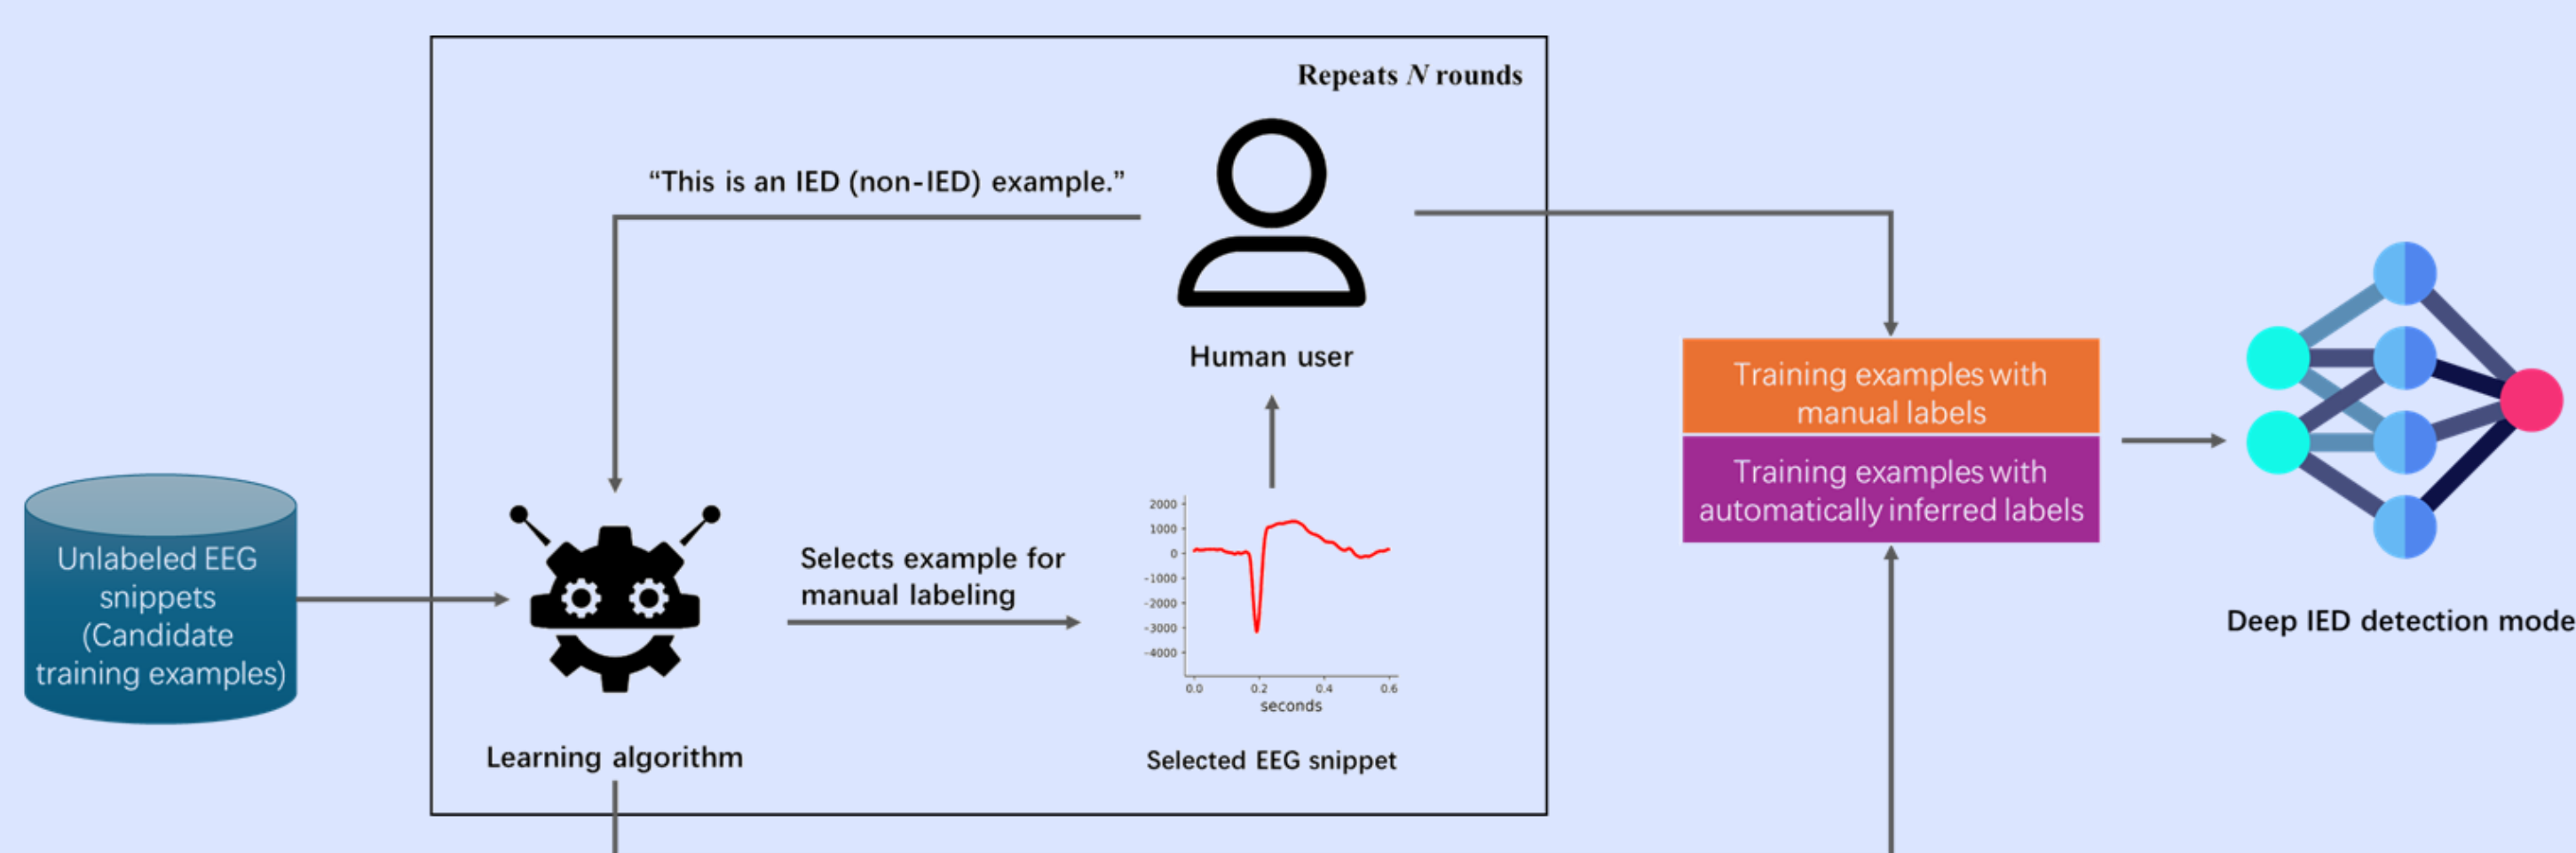 Repeats N rounds
“This is an IED (non-IED) example.”
Human user
Training examples with
manual labels
Training examples with
automatically inferred labels
Unlabeled EEG
snippets
(Candidate
training examples)
Selects example for
manual labeling
2000
1000
0
-1000
-2000
-3000
-4000
0.0 0.2 0.4 0.6
seconds
Learning algorithm
Selected EEG snippet
Deep IED detection mode